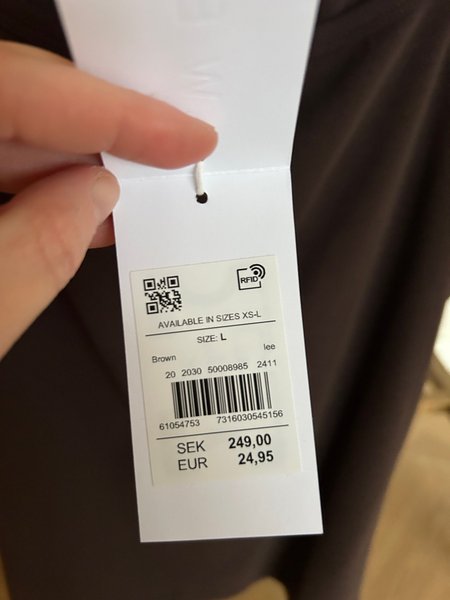 RFID
AVAILABLE IN SIZES XS-L
SIZE: L
Brown lee
20 2030 50008985 2411
61054753 7316030545156
SEK 249,00
EUR 24,95